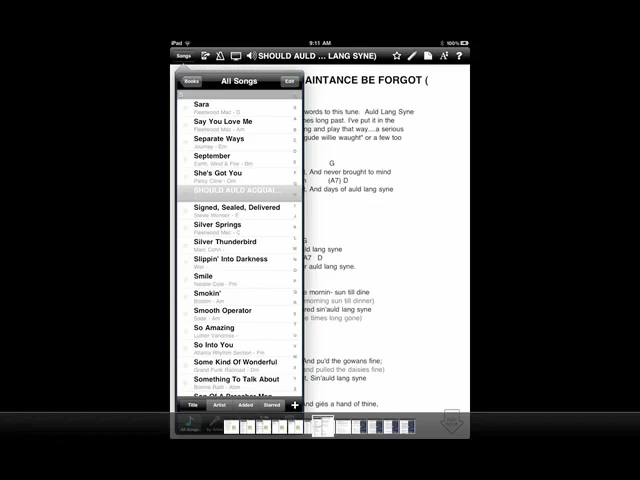 iPad 9:11 AM 100%
Songs SHOULD AULD ... LANG SYNE)
Books All Songs Edit
AINTANCE BE FORGOT (
S
Sara
Fleetwood Mac - D
Say You Love Me
Fleetwood Mac - Am
Separate Ways
Journey - Em
September
Earth, Wind & Fire - Bm
She's Got You
Patsy Cline - Dm
SHOULD AULD ACQUAI...
Signed, Sealed, Delivered
Stevie Wonder - F
Silver Springs
Fleetwood Mac - C
Silver Thunderbird
Marc Cohn -
Slippin' Into Darkness
War -
Smile
Natalie Cole - Fm
Smokin'
Boston - Am
Smooth Operator
Sade - Am
So Amazing
Luther Vandross -
So Into You
Atlanta Rhythm Section - Fm
Some Kind Of Wonderful
Grand Funk Railroad - Dm
Something To Talk About
Bonnie Raitt - Abm
Son Of A Preacher Man
words to this tune. Auld Lang Syne
nes long past. I've put it in the
ng and play that way....a serious
gude willie waught" or a few too
G
t. And never brought to mind
(A7) D
t. And days of auld lang syne
G
ld lang syne
A7 D
r auld lang syne.
e mornin- sun till dine
morning sun till dinner)
red sin'auld lang syne
e times long gone)
And pu'd the gowans fine;
and pulled the daisies fine)
t, Sin'auld lang syne
And giès a hand of thine,
Title Artist Added Starred +
All Songs